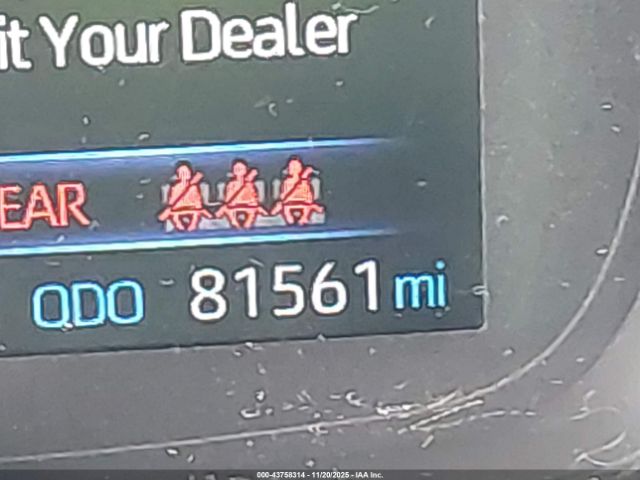 it Your Dealer
EAR
ODO 81561 mi
000-43758314 - 11/20/2025 - IAA Inc.